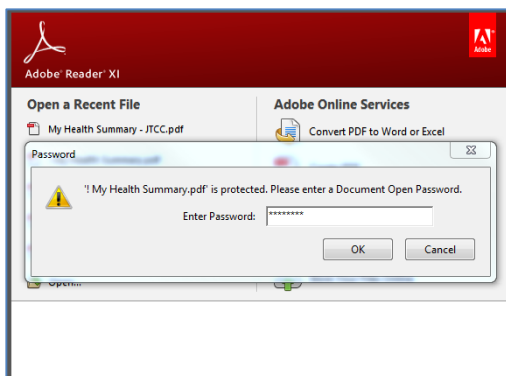 Adobe
Adobe® Reader® XI
Open a Recent File
Adobe Online Services
My Health Summary - JTCC.pdf
Convert PDF to Word or Excel
Password
'! My Health Summary.pdf' is protected. Please enter a Document Open Password.
Enter Password:
********
OK
Cancel
Open...